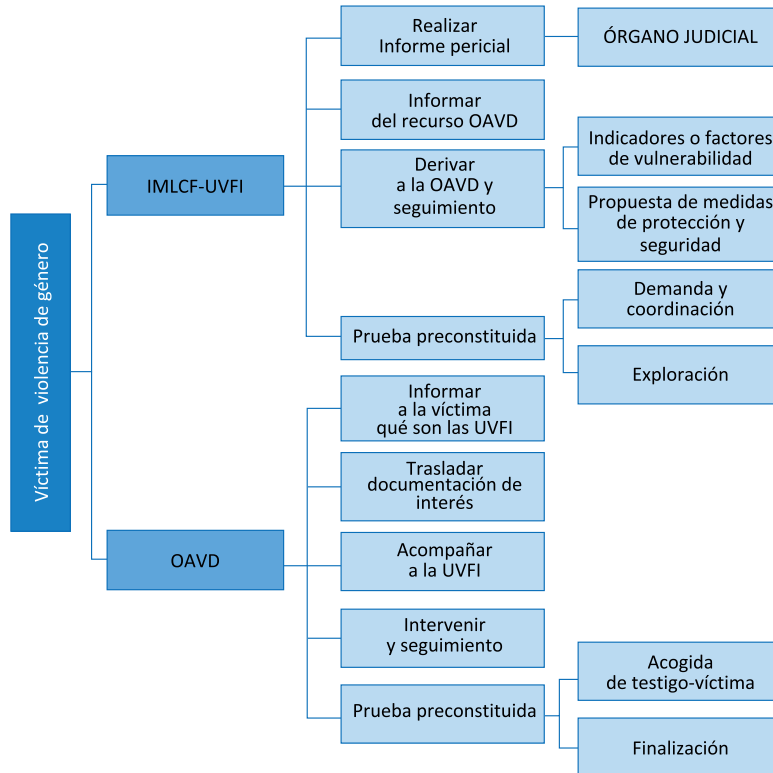 Víctima de violencia de género
IMLCF-UVFI
Realizar
Informe pericial
ÓRGANO JUDICIAL
Informar
del recurso OAVD
Derivar
a la OAVD y
seguimiento
Indicadores o factores
de vulnerabilidad
Propuesta de medidas
de protección y
seguridad
Prueba preconstituida
Demanda y
coordinación
Exploración
OAVD
Informar
a la víctima
qué son las UVFI
Trasladar
documentación de
interés
Acompañar
a la UVFI
Intervenir
y seguimiento
Prueba preconstituida
Acogida
de testigo-víctima
Finalización